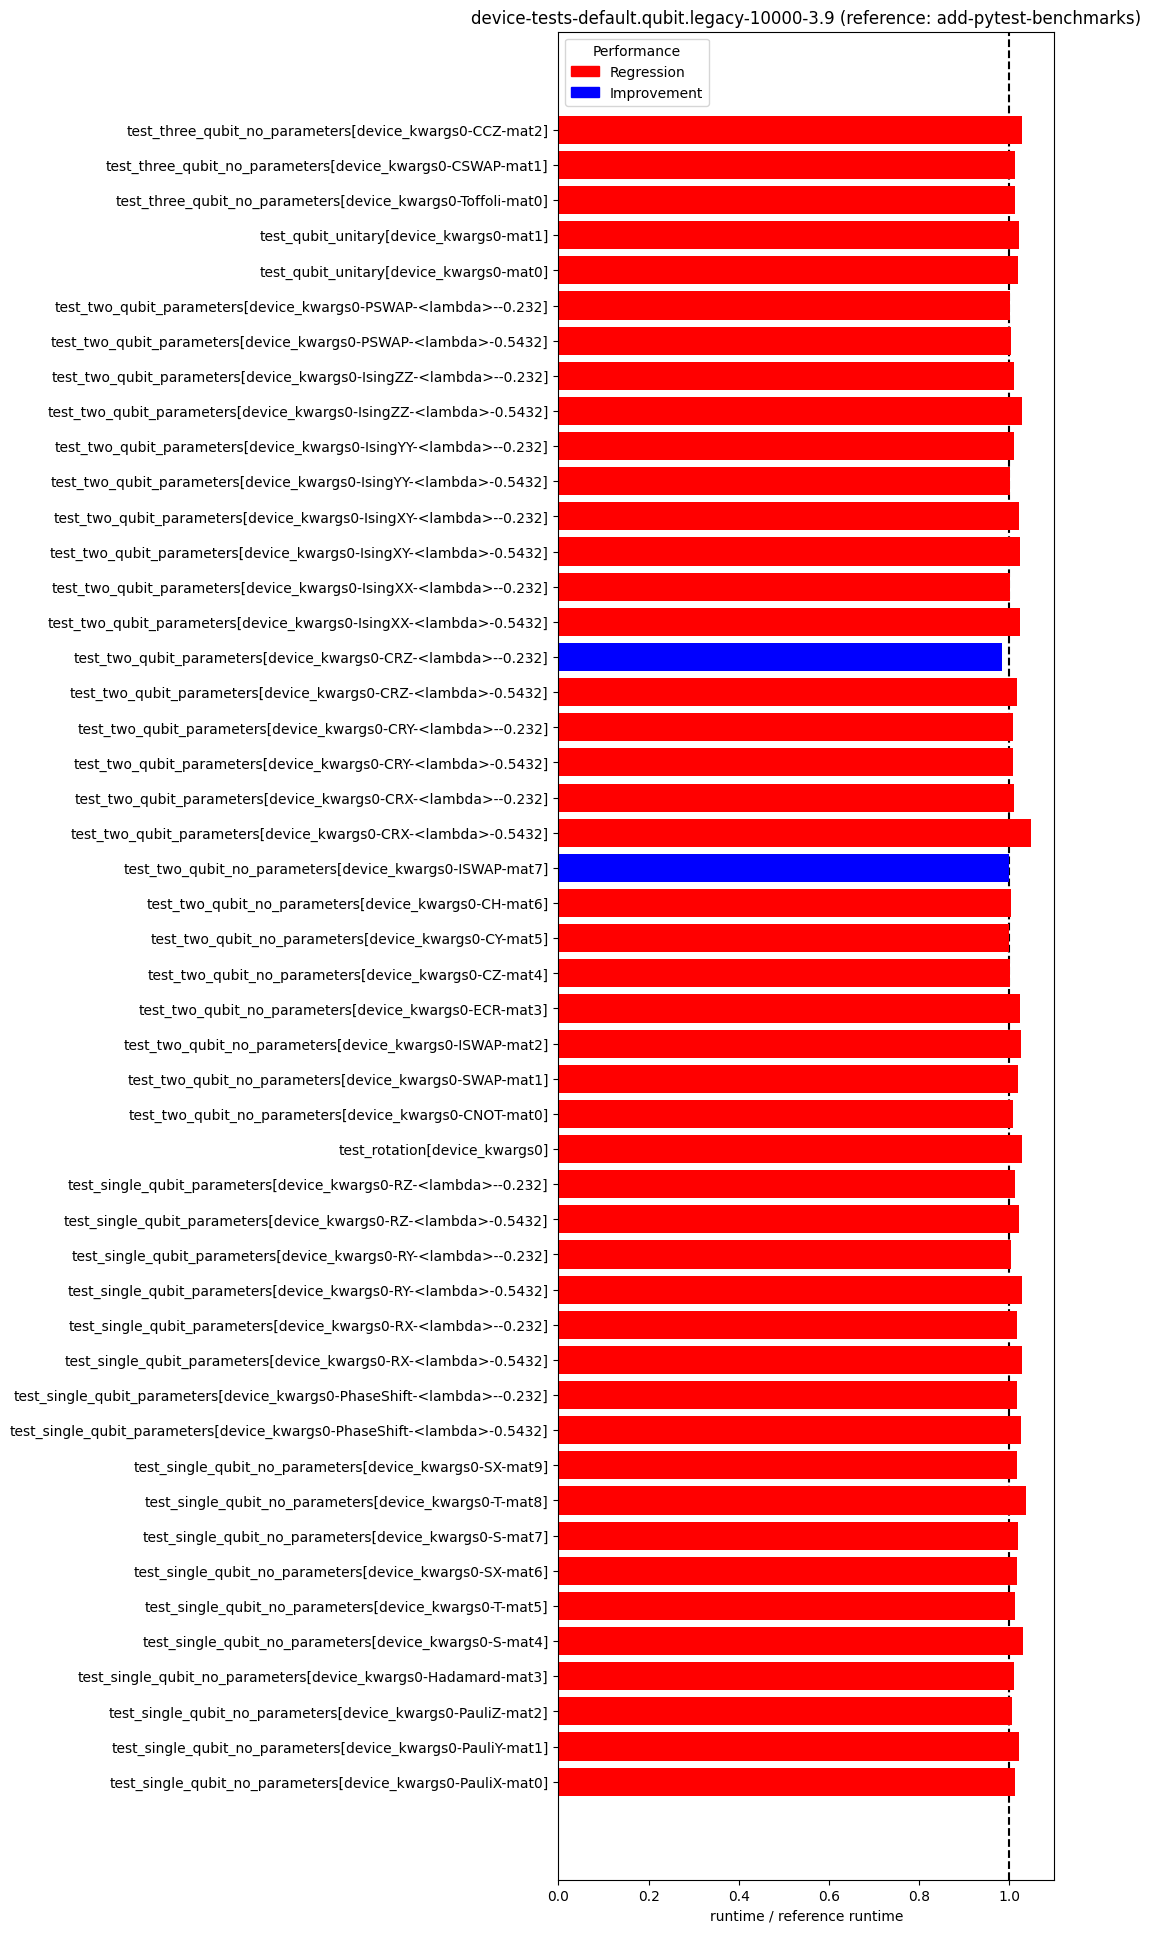 device-tests-default.qubit.legacy-10000-3.9 (reference: add-pytest-benchmarks)
Performance
Regression
Improvement
test_three_qubit_no_parameters[device_kwargs0-CCZ-mat2]
test_three_qubit_no_parameters[device_kwargs0-CSWAP-mat1]
test_three_qubit_no_parameters[device_kwargs0-Toffoli-mat0]
test_qubit_unitary[device_kwargs0-mat1]
test_qubit_unitary[device_kwargs0-mat0]
test_two_qubit_parameters[device_kwargs0-PSWAP-<lambda>--0.232]
test_two_qubit_parameters[device_kwargs0-PSWAP-<lambda>-0.5432]
test_two_qubit_parameters[device_kwargs0-IsingZZ-<lambda>--0.232]
test_two_qubit_parameters[device_kwargs0-IsingZZ-<lambda>-0.5432]
test_two_qubit_parameters[device_kwargs0-IsingYY-<lambda>--0.232]
test_two_qubit_parameters[device_kwargs0-IsingYY-<lambda>-0.5432]
test_two_qubit_parameters[device_kwargs0-IsingXY-<lambda>--0.232]
test_two_qubit_parameters[device_kwargs0-IsingXY-<lambda>-0.5432]
test_two_qubit_parameters[device_kwargs0-IsingXX-<lambda>--0.232]
test_two_qubit_parameters[device_kwargs0-IsingXX-<lambda>-0.5432]
test_two_qubit_parameters[device_kwargs0-CRZ-<lambda>--0.232]
test_two_qubit_parameters[device_kwargs0-CRZ-<lambda>-0.5432]
test_two_qubit_parameters[device_kwargs0-CRY-<lambda>--0.232]
test_two_qubit_parameters[device_kwargs0-CRY-<lambda>-0.5432]
test_two_qubit_parameters[device_kwargs0-CRX-<lambda>--0.232]
test_two_qubit_parameters[device_kwargs0-CRX-<lambda>-0.5432]
test_two_qubit_no_parameters[device_kwargs0-ISWAP-mat7]
test_two_qubit_no_parameters[device_kwargs0-CH-mat6]
test_two_qubit_no_parameters[device_kwargs0-CY-mat5]
test_two_qubit_no_parameters[device_kwargs0-CZ-mat4]
test_two_qubit_no_parameters[device_kwargs0-ECR-mat3]
test_two_qubit_no_parameters[device_kwargs0-ISWAP-mat2]
test_two_qubit_no_parameters[device_kwargs0-SWAP-mat1]
test_two_qubit_no_parameters[device_kwargs0-CNOT-mat0]
test_rotation[device_kwargs0]
test_single_qubit_parameters[device_kwargs0-RZ-<lambda>--0.232]
test_single_qubit_parameters[device_kwargs0-RZ-<lambda>-0.5432]
test_single_qubit_parameters[device_kwargs0-RY-<lambda>--0.232]
test_single_qubit_parameters[device_kwargs0-RY-<lambda>-0.5432]
test_single_qubit_parameters[device_kwargs0-RX-<lambda>--0.232]
test_single_qubit_parameters[device_kwargs0-RX-<lambda>-0.5432]
test_single_qubit_parameters[device_kwargs0-PhaseShift-<lambda>--0.232]
test_single_qubit_parameters[device_kwargs0-PhaseShift-<lambda>-0.5432]
test_single_qubit_no_parameters[device_kwargs0-SX-mat9]
test_single_qubit_no_parameters[device_kwargs0-T-mat8]
test_single_qubit_no_parameters[device_kwargs0-S-mat7]
test_single_qubit_no_parameters[device_kwargs0-SX-mat6]
test_single_qubit_no_parameters[device_kwargs0-T-mat5]
test_single_qubit_no_parameters[device_kwargs0-S-mat4]
test_single_qubit_no_parameters[device_kwargs0-Hadamard-mat3]
test_single_qubit_no_parameters[device_kwargs0-PauliZ-mat2]
test_single_qubit_no_parameters[device_kwargs0-PauliY-mat1]
test_single_qubit_no_parameters[device_kwargs0-PauliX-mat0]
0.0 0.2 0.4 0.6 0.8 1.0
runtime / reference runtime